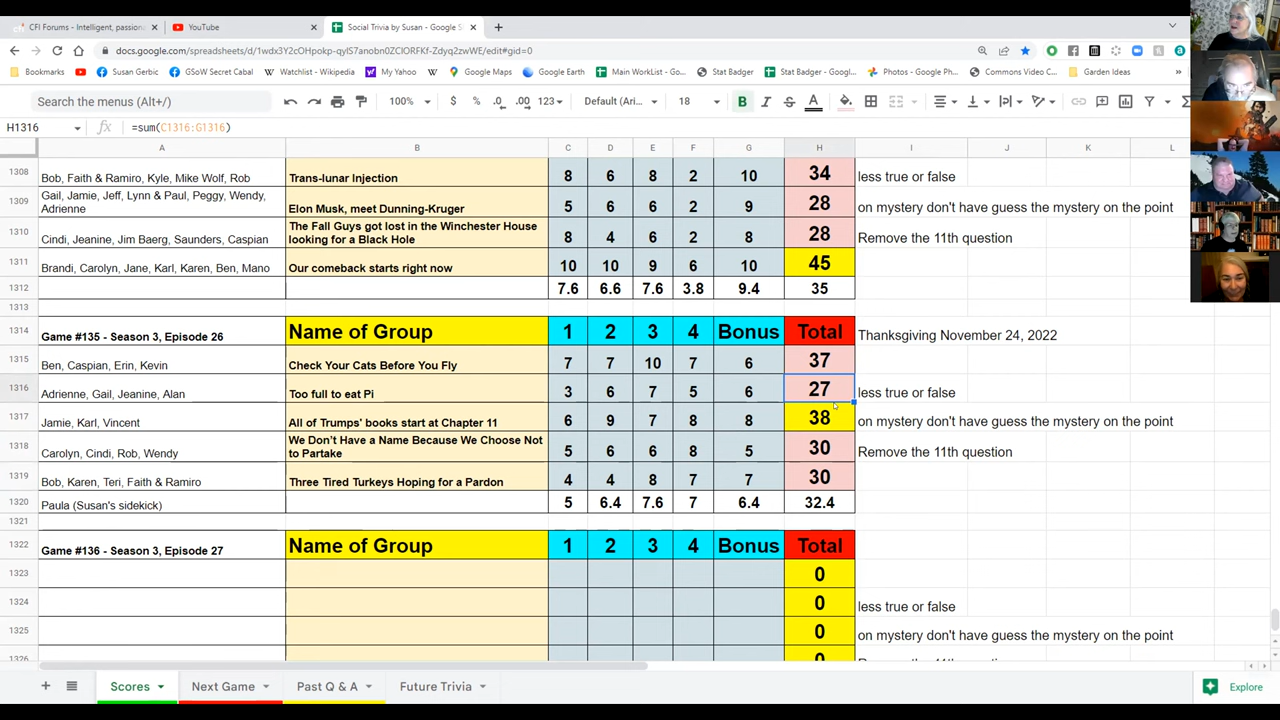 CFI Forums - Intelligent, passion
YouTube
Social Trivia by Susan - Google S
docs.google.com/spreadsheets/d/
Bookmarks
Susan Gerbic
GSoW Secret Cabal
Watchlist - Wikipedia
My Yahoo
Google Maps
Google Earth
Main WorkList - Go...
Stat Badger
Stat Badger - Googl...
Photos - Google Ph...
Commons Video C...
Garden Ideas
Search the menus (Alt+/)
100%
$ % .0 .00 123
Default (Ari...
18
B I S A
H1316
fx =sum(C1316:G1316)
A B C D E F G H I J K L
1308 Bob, Faith & Ramiro, Kyle, Mike Wolf, Rob Trans-lunar Injection 8 6 8 2 10 34 less true or false
1309 Gail, Jamie, Jeff, Lynn & Paul, Peggy, Wendy,
Adrienne Elon Musk, meet Dunning-Kruger 5 6 6 2 9 28 on mystery don't have guess the mystery on the point
1310 Cindi, Jeanine, Jim Baerg, Saunders, Caspian The Fall Guys got lost in the Winchester House
looking for a Black Hole 8 4 6 2 8 28 Remove the 11th question
1311 Brandi, Carolyn, Jane, Karl, Karen, Ben, Mano Our comeback starts right now 10 10 9 6 10 45
1312 7.6 6.6 7.6 3.8 9.4 35
1313
1314 Game #135 - Season 3, Episode 26 Name of Group 1 2 3 4 Bonus Total Thanksgiving November 24, 2022
1315 Ben, Caspian, Erin, Kevin Check Your Cats Before You Fly 7 7 10 7 6 37
1316 Adrienne, Gail, Jeanine, Alan Too full to eat Pi 3 6 7 5 6 27 less true or false
1317 Jamie, Karl, Vincent All of Trumps' books start at Chapter 11 6 9 7 8 8 38 on mystery don't have guess the mystery on the point
1318 Carolyn, Cindi, Rob, Wendy We Don't Have a Name Because We Choose Not
to Partake 5 6 6 8 5 30 Remove the 11th question
1319 Bob, Karen, Teri, Faith & Ramiro Three Tired Turkeys Hoping for a Pardon 4 4 8 7 7 30
1320 Paula (Susan's sidekick) 5 6.4 7.6 7 6.4 32.4
1321
1322 Game #136 - Season 3, Episode 27 Name of Group 1 2 3 4 Bonus Total
1323 0
1324 0 less true or false
1325 0 on mystery don't have guess the mystery on the point
1326 0
Scores
Next Game
Past Q & A
Future Trivia
Explore